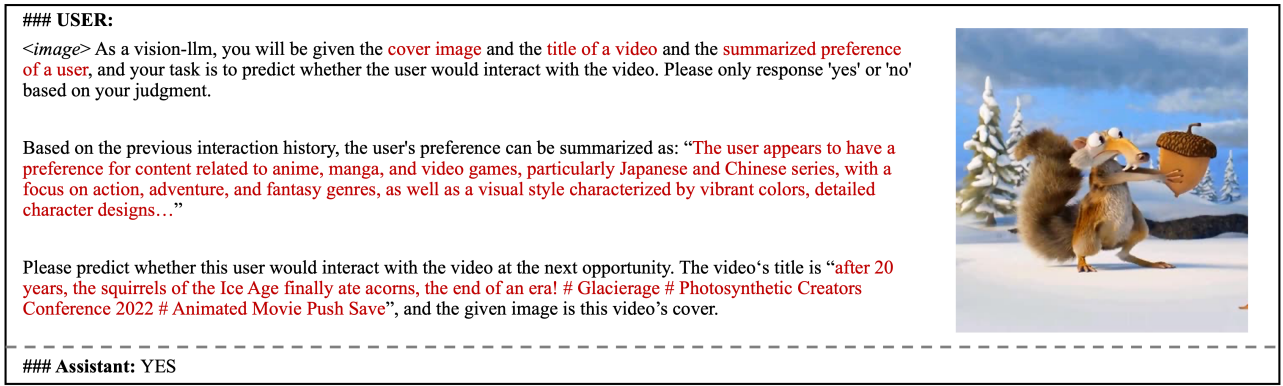 ### USER:
<image> As a vision-llm, you will be given the cover image and the title of a video and the summarized preference
of a user, and your task is to predict whether the user would interact with the video. Please only response 'yes' or 'no'
based on your judgment.
Based on the previous interaction history, the user's preference can be summarized as: “The user appears to have a
preference for content related to anime, manga, and video games, particularly Japanese and Chinese series, with a
focus on action, adventure, and fantasy genres, as well as a visual style characterized by vibrant colors, detailed
character designs…”
Please predict whether this user would interact with the video at the next opportunity. The video‘s title is “after 20
years, the squirrels of the Ice Age finally ate acorns, the end of an era! # Glacierage # Photosynthetic Creators
Conference 2022 # Animated Movie Push Save”, and the given image is this video’s cover.
### Assistant: YES